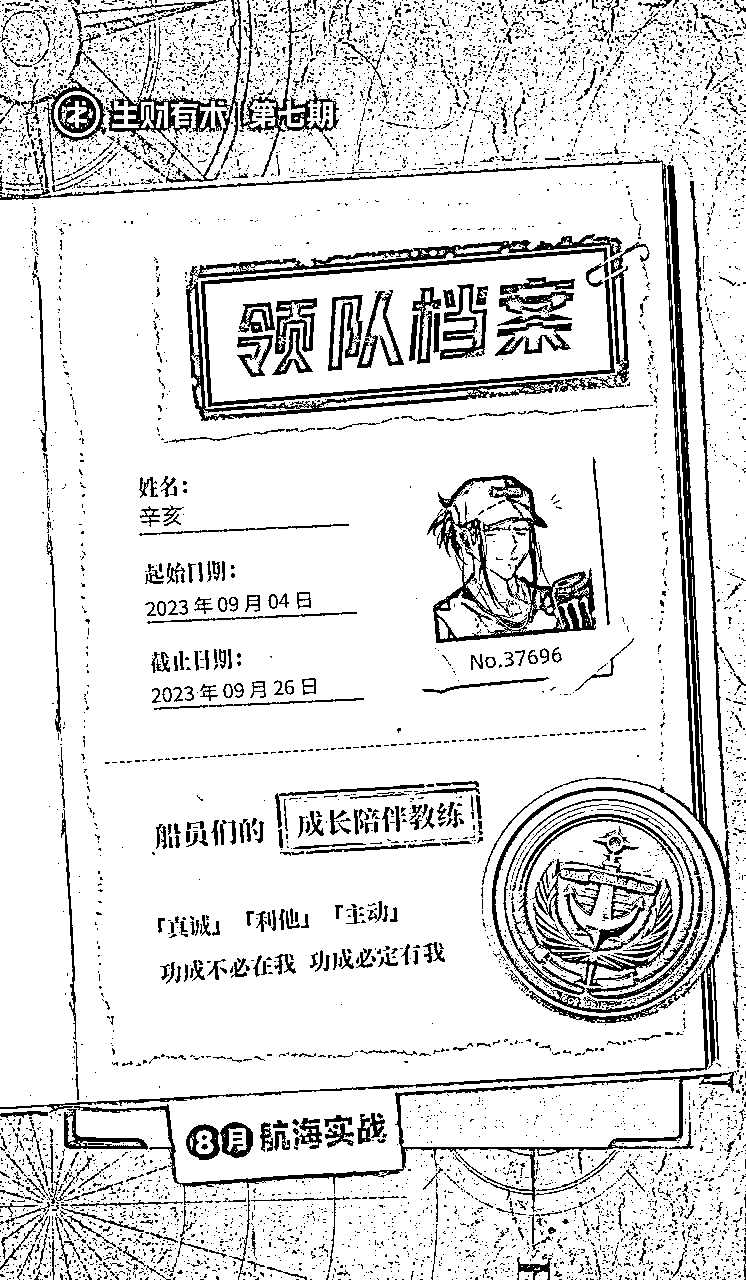 生财有术 | 第七期
领队档案
姓名：
辛亥
起始日期：
2023 年 09 月 04 日
截止日期：
2023 年 09 月 26 日
No.37696
船员们的 成长陪伴教练
「真诚」「利他」「主动」
功成不必在我 功成必定有我
8月 航海实战